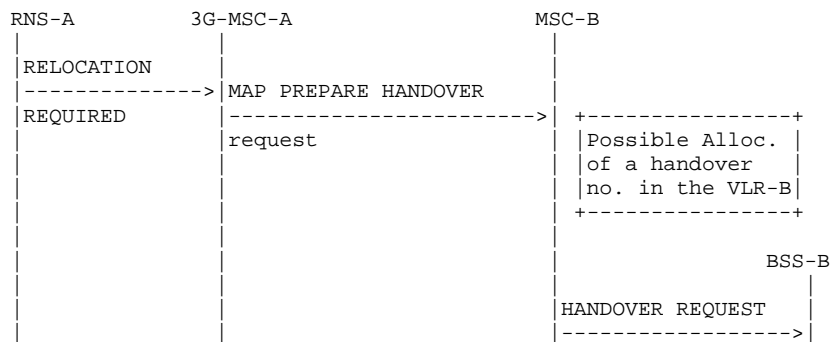 RNS-A 3G-MSC-A MSC-B
RELOCATION
MAP PREPARE HANDOVER
REQUIRED
request
Possible Alloc.
of a handover
no. in the VLR-B
BSS-B
HANDOVER REQUEST